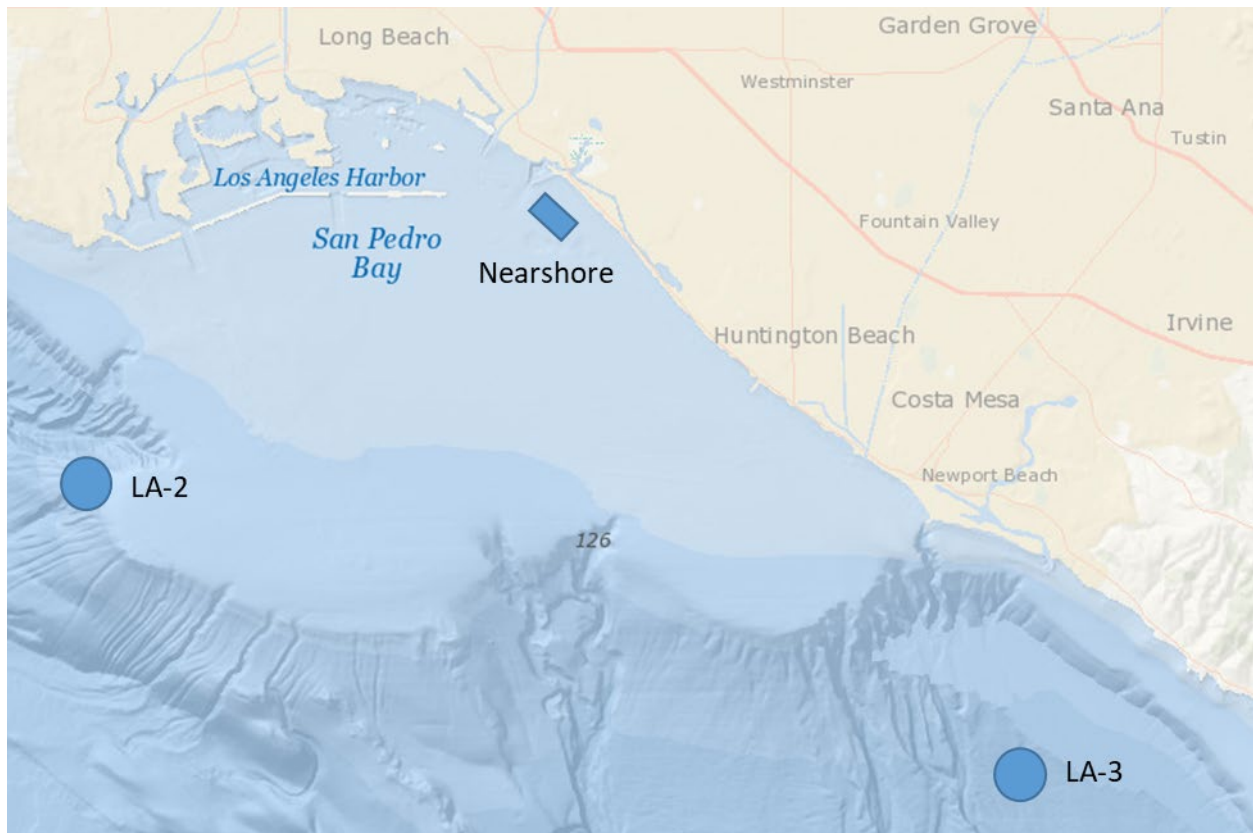 Garden Grove
Long Beach
Westminster
Santa Ana
Tustin
Los Angeles Harbor
Fountain Valley
San Pedro
Bay
Nearshore
Irvine
Huntington Beach
Costa Mesa
Newport Beach
LA-2
126
LA-3